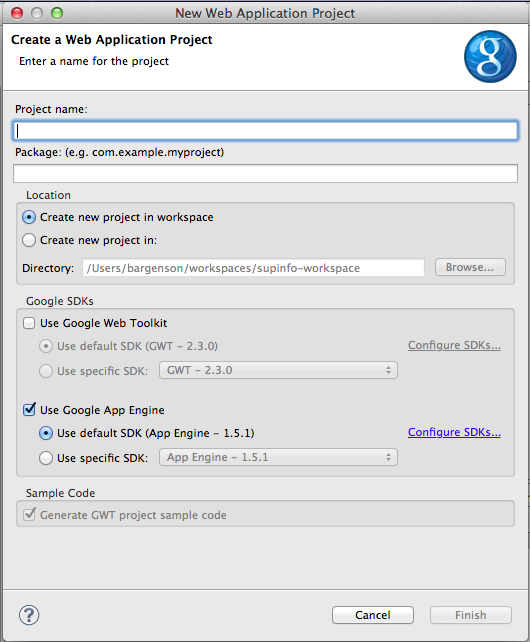 New Web Application Project
Create a Web Application Project
Enter a name for the project
g
Project name:
Package: (e.g. com.example.myproject)
Location
Create new project in workspace
Create new project in:
Directory: /Users/bargenson/workspaces/supinfo-workspace Browse...
Google SDKs
Use Google Web Toolkit
Use default SDK (GWT - 2.3.0) Configure SDKs...
Use specific SDK: GWT - 2.3.0
Use Google App Engine
Use default SDK (App Engine - 1.5.1) Configure SDKs...
Use specific SDK: App Engine - 1.5.1
Sample Code
Generate GWT project sample code
? Cancel Finish